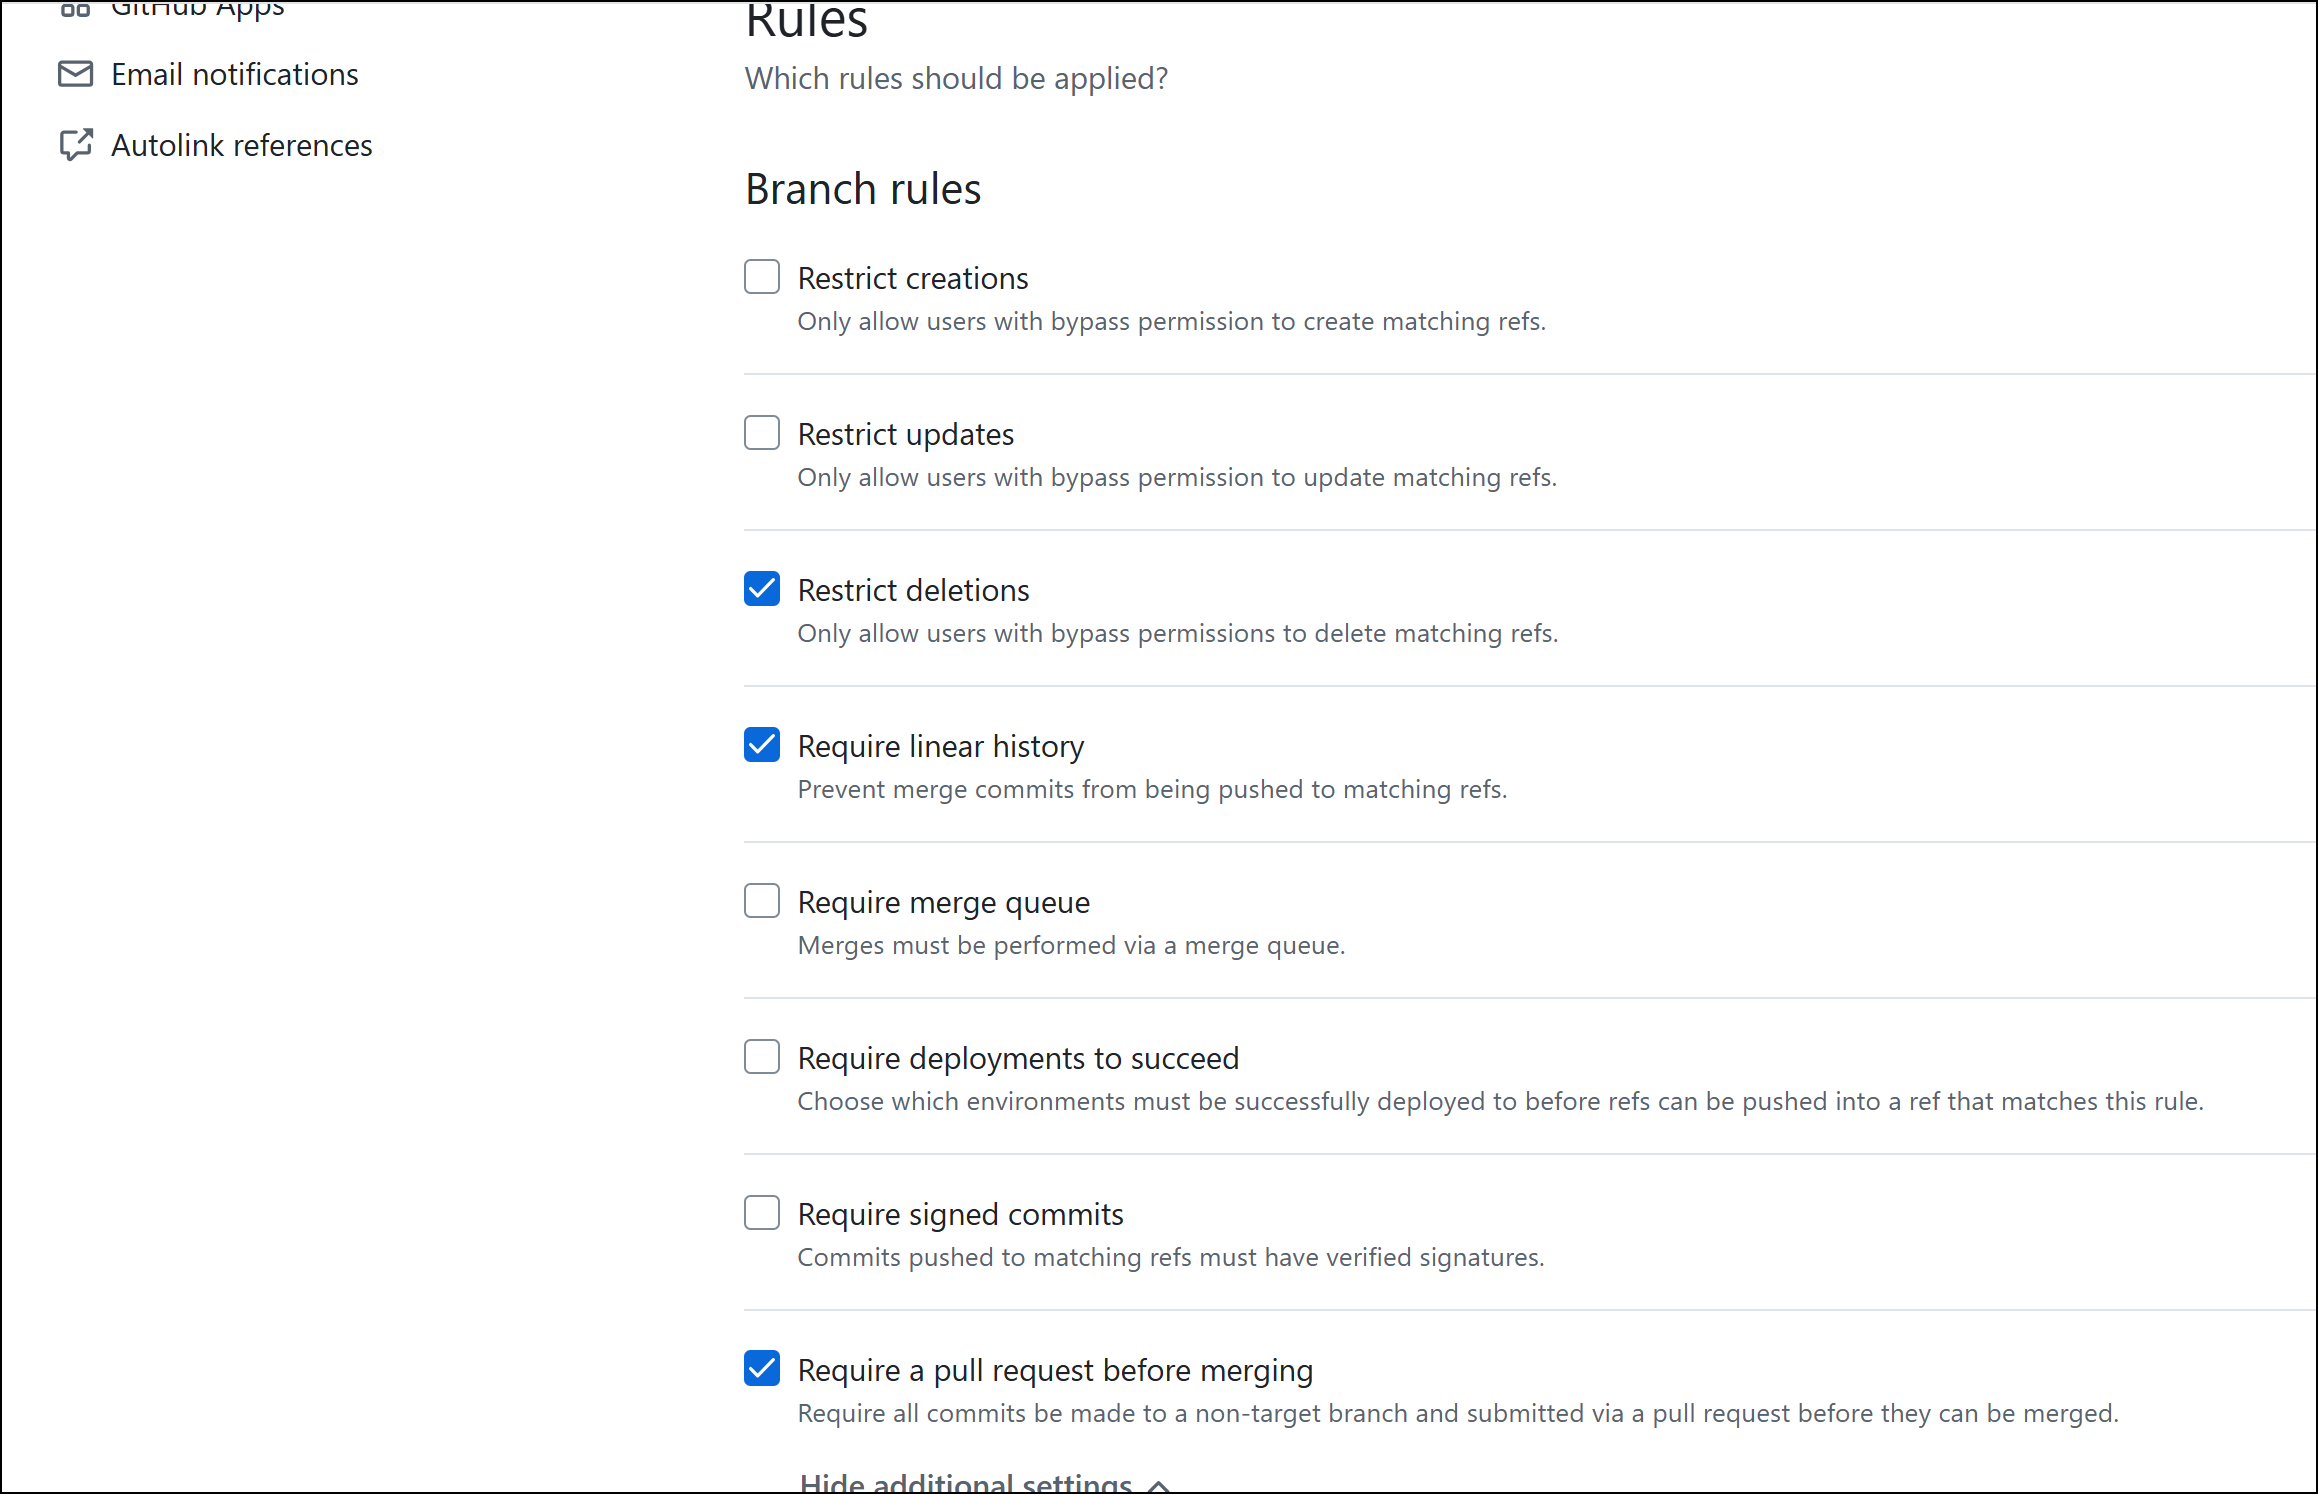 GitHub Apps
Email notifications
Autolink references
Rules
Which rules should be applied?
Branch rules
Restrict creations
Only allow users with bypass permission to create matching refs.
Restrict updates
Only allow users with bypass permission to update matching refs.
Restrict deletions
Only allow users with bypass permissions to delete matching refs.
Require linear history
Prevent merge commits from being pushed to matching refs.
Require merge queue
Merges must be performed via a merge queue.
Require deployments to succeed
Choose which environments must be successfully deployed to before refs can be pushed into a ref that matches this rule.
Require signed commits
Commits pushed to matching refs must have verified signatures.
Require a pull request before merging
Require all commits be made to a non-target branch and submitted via a pull request before they can be merged.
Hide additional settings